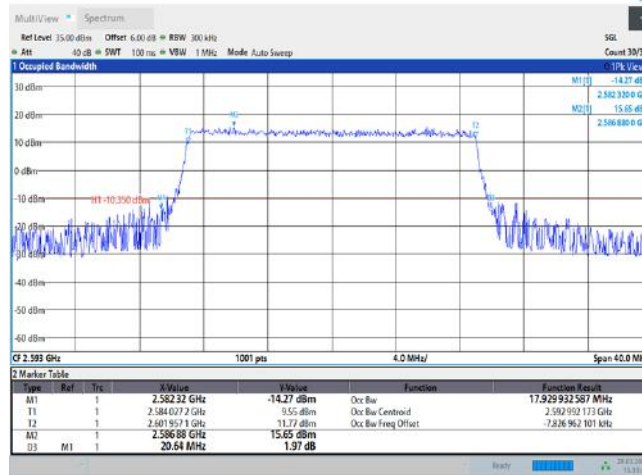 MultiView Spectrum
Ref Level 35.00 dBm Offset 6.00 dB RBW 300 kHz SGL
Att 40 dB SWT 100 ms VBW 1 MHz Mode Auto Sweep Count 30/3
1 Occupied Bandwidth 1Pk View
M1[1] -14.27 dB
2.582 320 0 G
M2[1] 15.65 dB
2.586 880 0 G
30 dBm
20 dBm
M2
T1 T2
10 dBm
0 dBm
-10 dBm
H1 -10.350 dBm
-20 dBm
-30 dBm
-40 dBm
-50 dBm
-60 dBm
CF 2.593 GHz 1001 pts 4.0 MHz/ Span 40.0 MH
2 Marker Table
Type Ref Trc X-Value Y-Value Function Function Result
M1 1 2.582 32 GHz -14.27 dBm Occ Bw 17.929 932 587 MHz
T1 1 2.584 027 2 GHz 9.55 dBm Occ Bw Centroid 2.592 992 173 GHz
T2 1 2.601 957 1 GHz 11.77 dBm Occ Bw Freq Offset -7.826 962 101 kHz
M2 1 2.586 88 GHz 15.65 dBm
D3 M1 1 20.64 MHz 1.97 dB
Ready